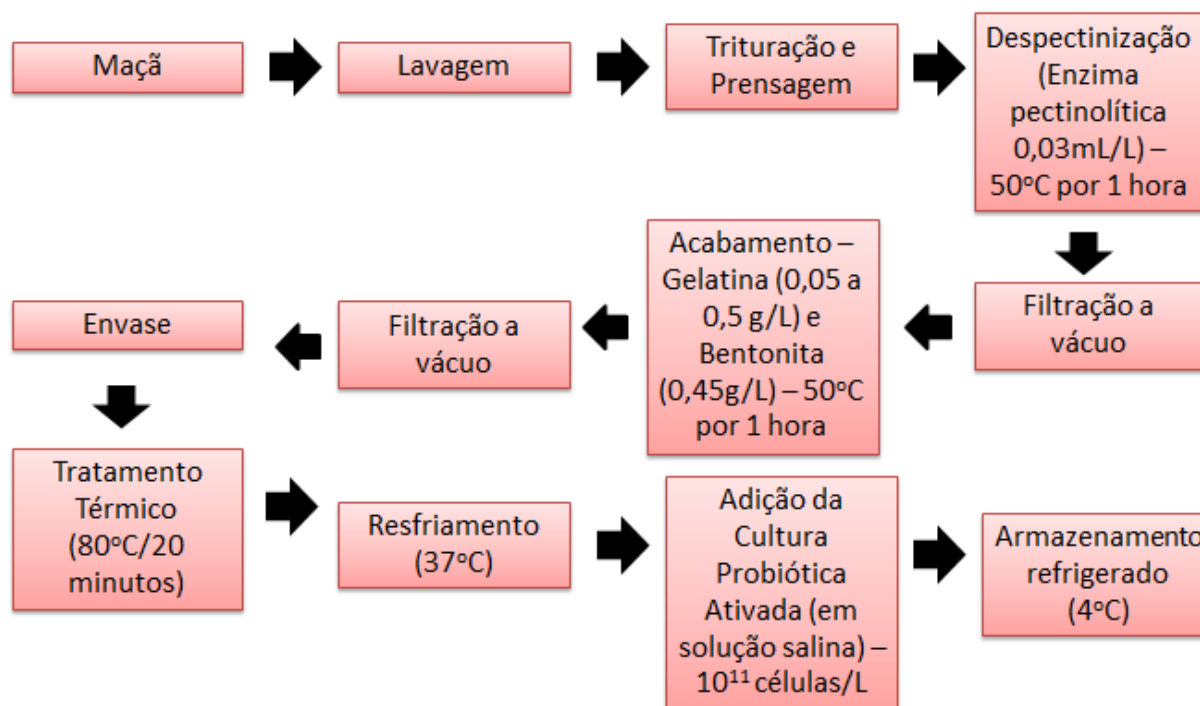 Maçã
Lavagem
Trituração e
Prensagem
Despectinização
(Enzima
pectinolítica
0,03mL/L) –
50ºC por 1 hora
Filtração a
vácuo
Acabamento –
Gelatina (0,05 a
0,5 g/L) e
Bentonita
(0,45g/L) – 50ºC
por 1 hora
Filtração a
vácuo
Envase
Tratamento
Térmico
(80ºC/20
minutos)
Resfriamento
(37ºC)
Adição da
Cultura
Probiótica
Ativada (em
solução salina) –
10¹¹ células/L
Armazenamento
refrigerado
(4ºC)